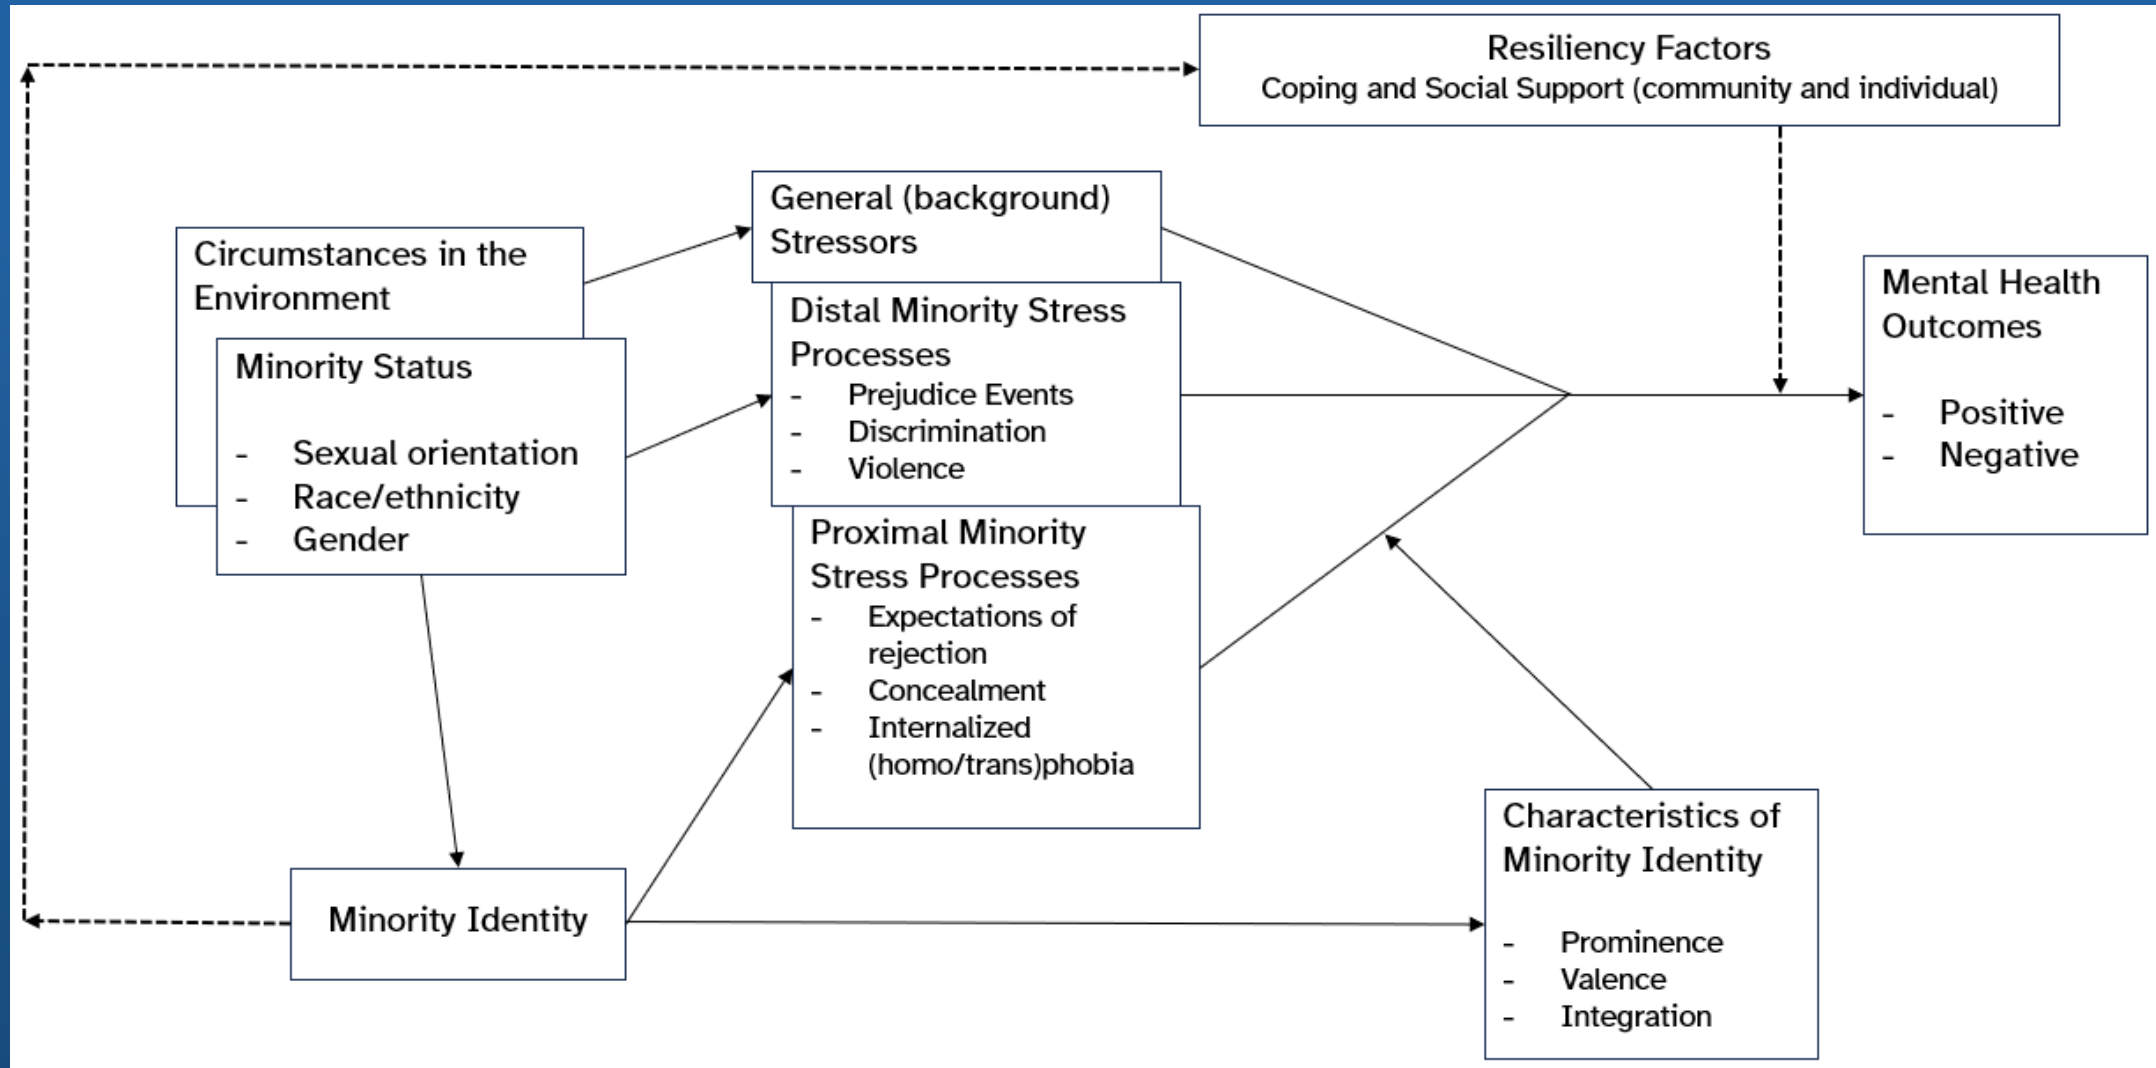 Resiliency Factors
Coping and Social Support (community and individual)
General (background)
Stressors
Circumstances in the
Environment
Minority Status
- Sexual orientation
- Race/ethnicity
- Gender
Distal Minority Stress
Processes
- Prejudice Events
- Discrimination
- Violence
Proximal Minority
Stress Processes
- Expectations of
rejection
- Concealment
- Internalized
(homo/trans)phobia
Mental Health
Outcomes
- Positive
- Negative
Minority Identity
Characteristics of
Minority Identity
- Prominence
- Valence
- Integration